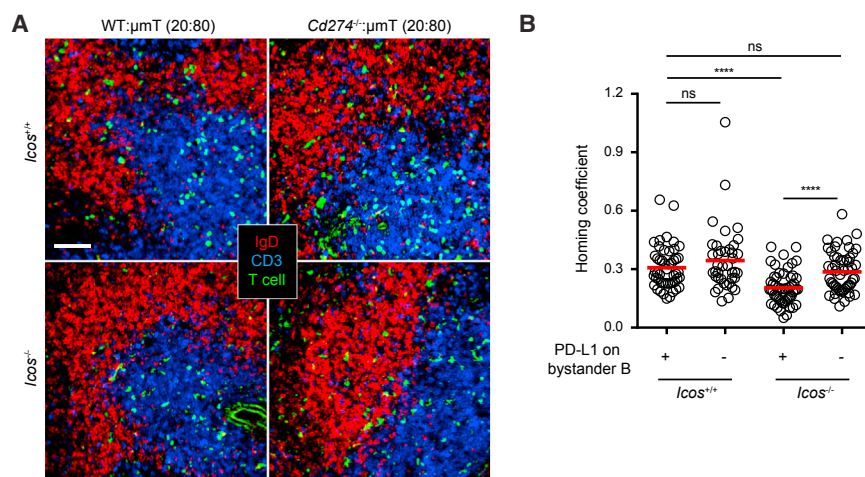 A
WT:µmT (20:80)
Cd274-/-:µmT (20:80)
Icos+/+
Icos-/-
IgD
CD3
T cell
B
ns
****
ns
****
Homing coefficient
1.2
0.9
0.6
0.3
0.0
PD-L1 on bystander B
+ - + -
Icos+/+ Icos-/-